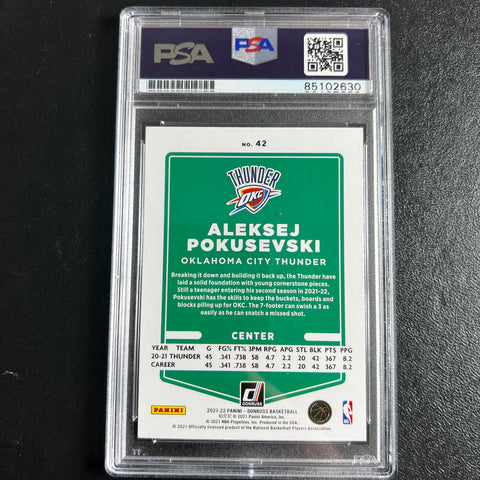 PSA
PSA
85102630
NO. 42
THUNDER
OKC
ALEKSEJ
POKUSEVSKI
OKLAHOMA CITY THUNDER
Breaking it down and building it back up, the Thunder have
laid a solid foundation with young cornerstone pieces.
Still a teenager entering his second season in 2021-22,
Pokusevski has the skills to keep the buckets, boards and
blocks piling up for OKC. The 7-footer can swish a 3 as
easily as he can snatch a missed shot.
CENTER
YEAR TEAM G FG% FT% 3PM RPG APG STL BLK PTS PPG
20-21 THUNDER 45 .341 .738 58 4.7 2.2 20 42 367 8.2
CAREER 45 .341 .738 58 4.7 2.2 20 42 367 8.2
PANINI
D
DONRUSS
NBA
2021-22 PANINI - DONRUSS BASKETBALL
© 2021 Panini America, Inc.
© 2021 NBA Properties, Inc. Produced in the USA
© 2021 Officially licensed product of the National Basketball Players Association.
PSA